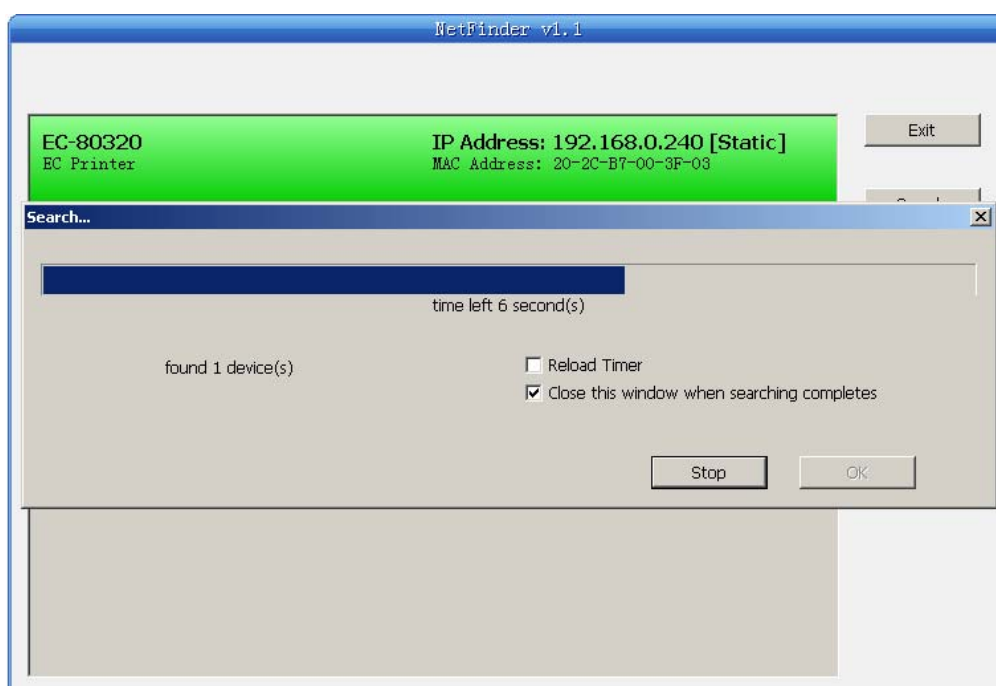 NetFinder v1.1
EC-80320
IP Address: 192.168.0.240 [Static]
EC Printer
MAC Address: 20-2C-B7-00-3F-03
Exit
Search...
time left 6 second(s)
found 1 device(s)
Reload Timer
Close this window when searching completes
Stop
OK